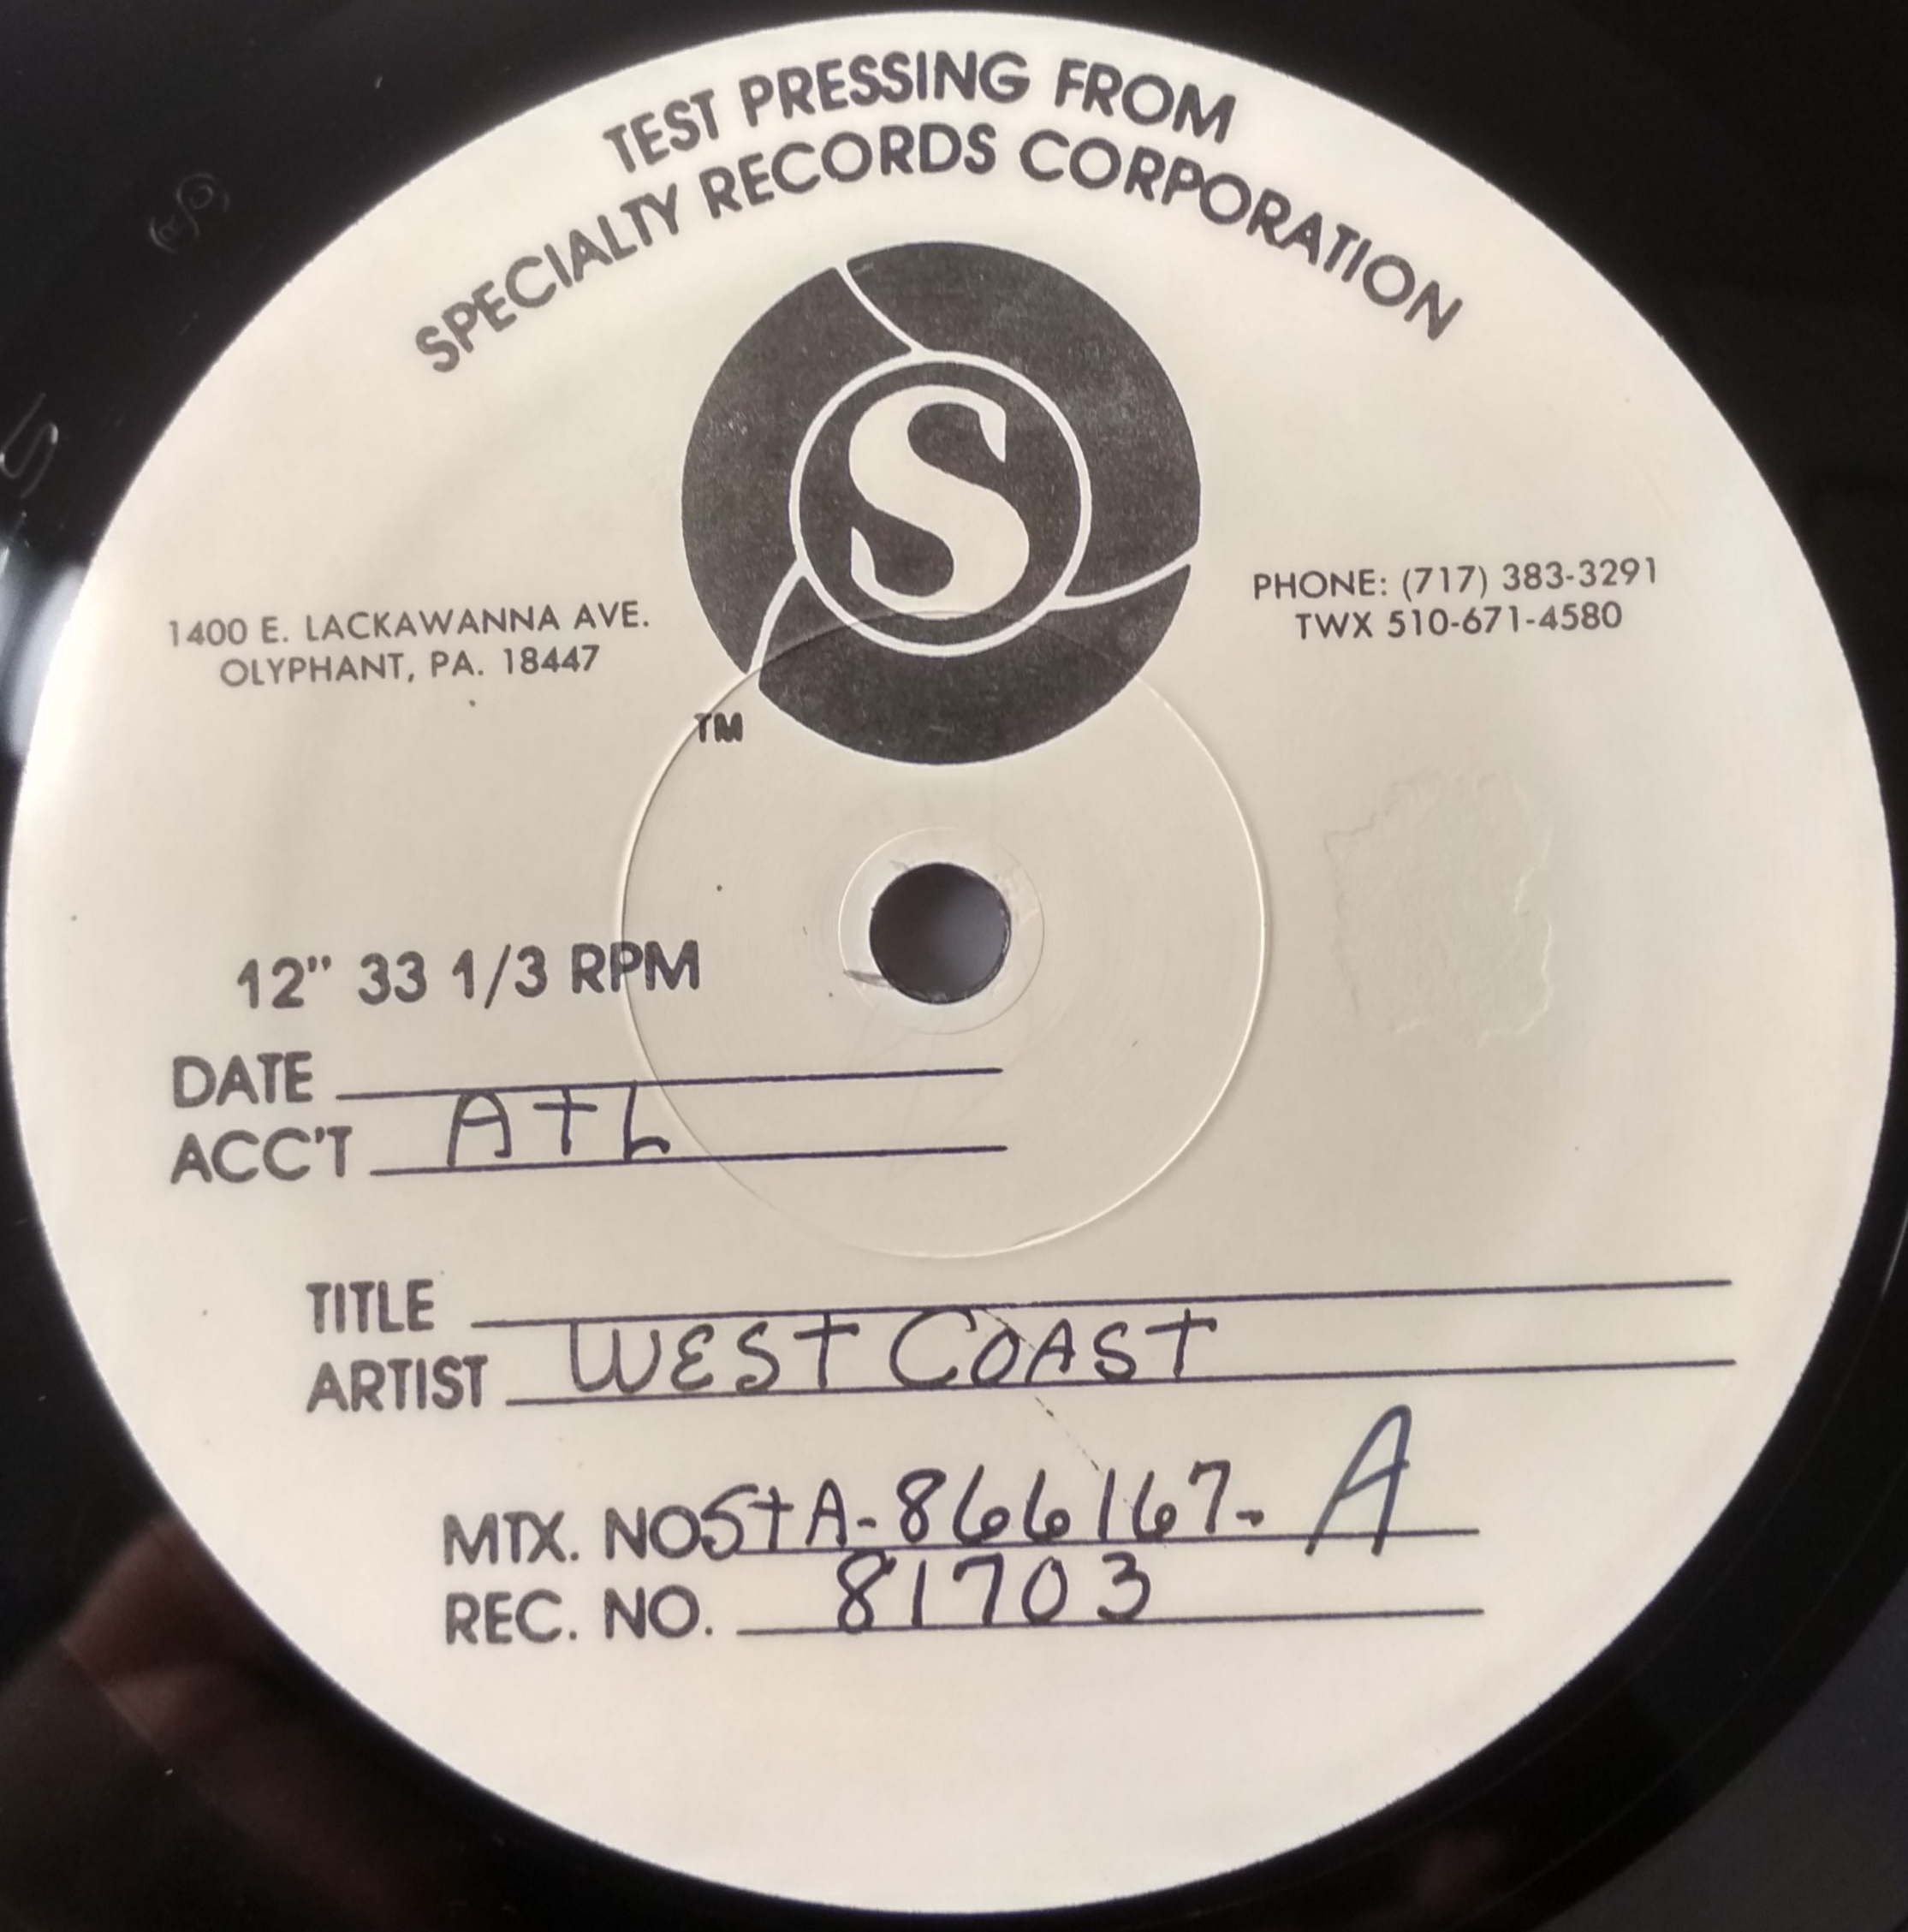 TEST PRESSING FROM
SPECIALTY RECORDS CORPORATION
S
1400 E. LACKAWANNA AVE.
OLYPHANT, PA. 18447
PHONE: (717) 383-3291
TWX 510-671-4580
TM
12" 33 1/3 RPM
DATE
ACC'T ATL
TITLE
ARTIST WEST COAST
MTX. NO StA-866167-A
REC. NO. 81703